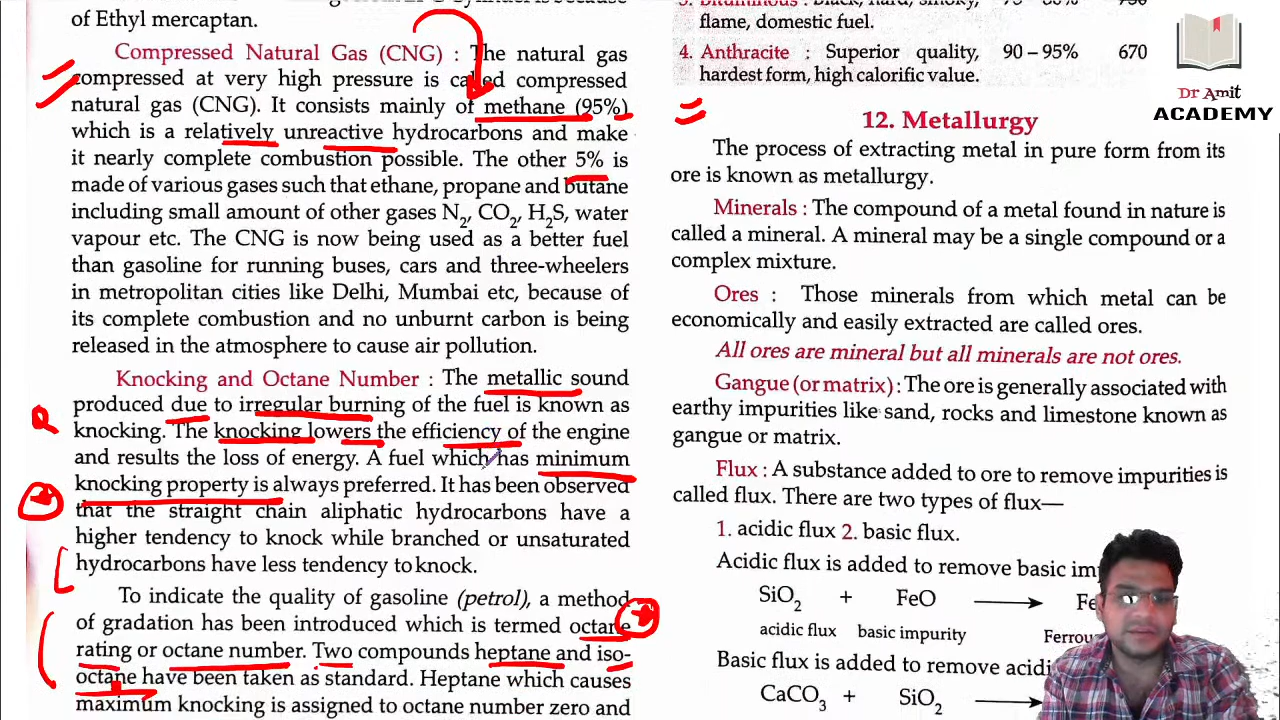 of Ethyl mercaptan.
Compressed Natural Gas (CNG) : The natural gas
compressed at very high pressure is called compressed
natural gas (CNG). It consists mainly of methane (95%)
which is a relatively unreactive hydrocarbons and make
it nearly complete combustion possible. The other 5% is
made of various gases such that ethane, propane and butane
including small amount of other gases N₂, CO₂, H₂S, water
vapour etc. The CNG is now being used as a better fuel
than gasoline for running buses, cars and three-wheelers
in metropolitan cities like Delhi, Mumbai etc, because of
its complete combustion and no unburnt carbon is being
released in the atmosphere to cause air pollution.
Knocking and Octane Number : The metallic sound
produced due to irregular burning of the fuel is known as
knocking. The knocking lowers the efficiency of the engine
and results the loss of energy. A fuel which has minimum
knocking property is always preferred. It has been observed
that the straight chain aliphatic hydrocarbons have a
higher tendency to knock while branched or unsaturated
hydrocarbons have less tendency to knock.
To indicate the quality of gasoline (petrol), a method
of gradation has been introduced which is termed octane
rating or octane number. Two compounds heptane and iso-
octane have been taken as standard. Heptane which causes
maximum knocking is assigned to octane number zero and
flame, domestic fuel.
4. Anthracite : Superior quality, 90 – 95% 670
hardest form, high calorific value.
12. Metallurgy
The process of extracting metal in pure form from its
ore is known as metallurgy.
Minerals : The compound of a metal found in nature is
called a mineral. A mineral may be a single compound or a
complex mixture.
Ores : Those minerals from which metal can be
economically and easily extracted are called ores.
All ores are mineral but all minerals are not ores.
Gangue (or matrix) : The ore is generally associated with
earthy impurities like sand, rocks and limestone known as
gangue or matrix.
Flux : A substance added to ore to remove impurities is
called flux. There are two types of flux—
1. acidic flux 2. basic flux.
Acidic flux is added to remove basic
SiO₂ + FeO ⟶
acidic flux basic impurity
Basic flux is added to remove
CaCO₃ + SiO₂ ⟶
Dr Amit
ACADEMY